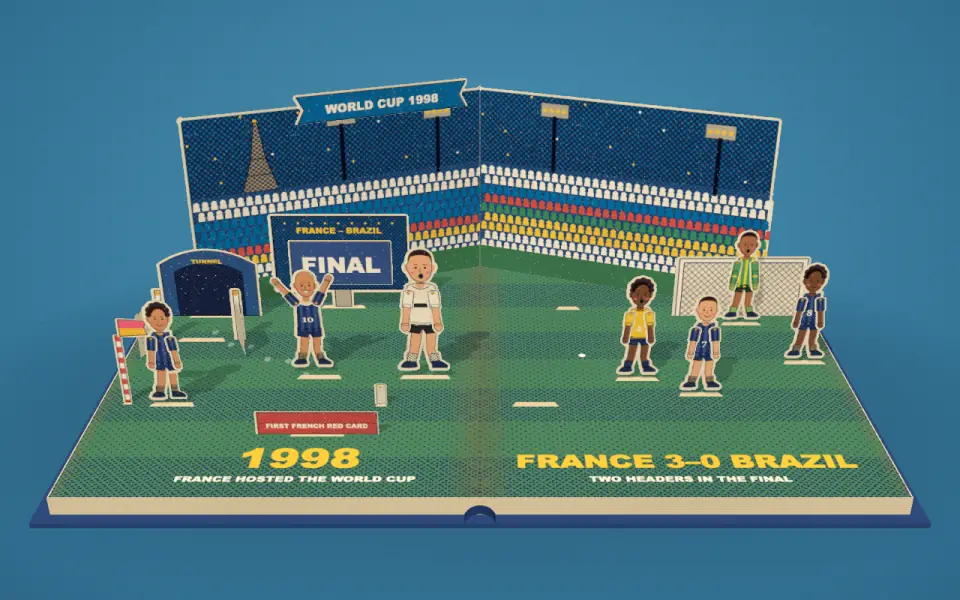 WORLD CUP 1998
FRANCE – BRAZIL
FINAL
TUNNEL
10
7
8
FIRST FRENCH RED CARD
1998
FRANCE HOSTED THE WORLD CUP
FRANCE 3–0 BRAZIL
TWO HEADERS IN THE FINAL